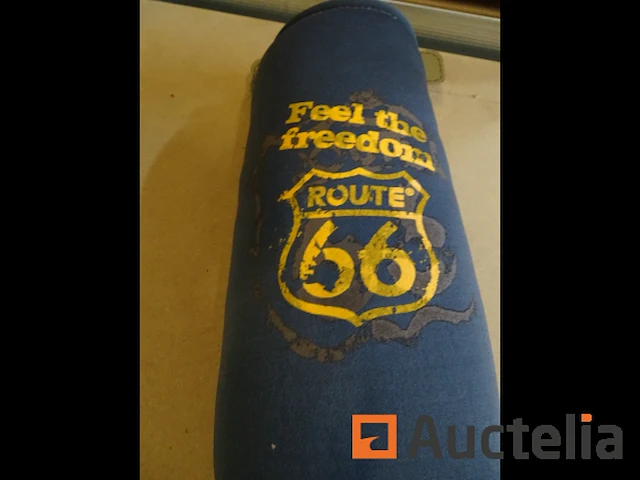 Feel the
freedom
ROUTE®
66
Auctelia